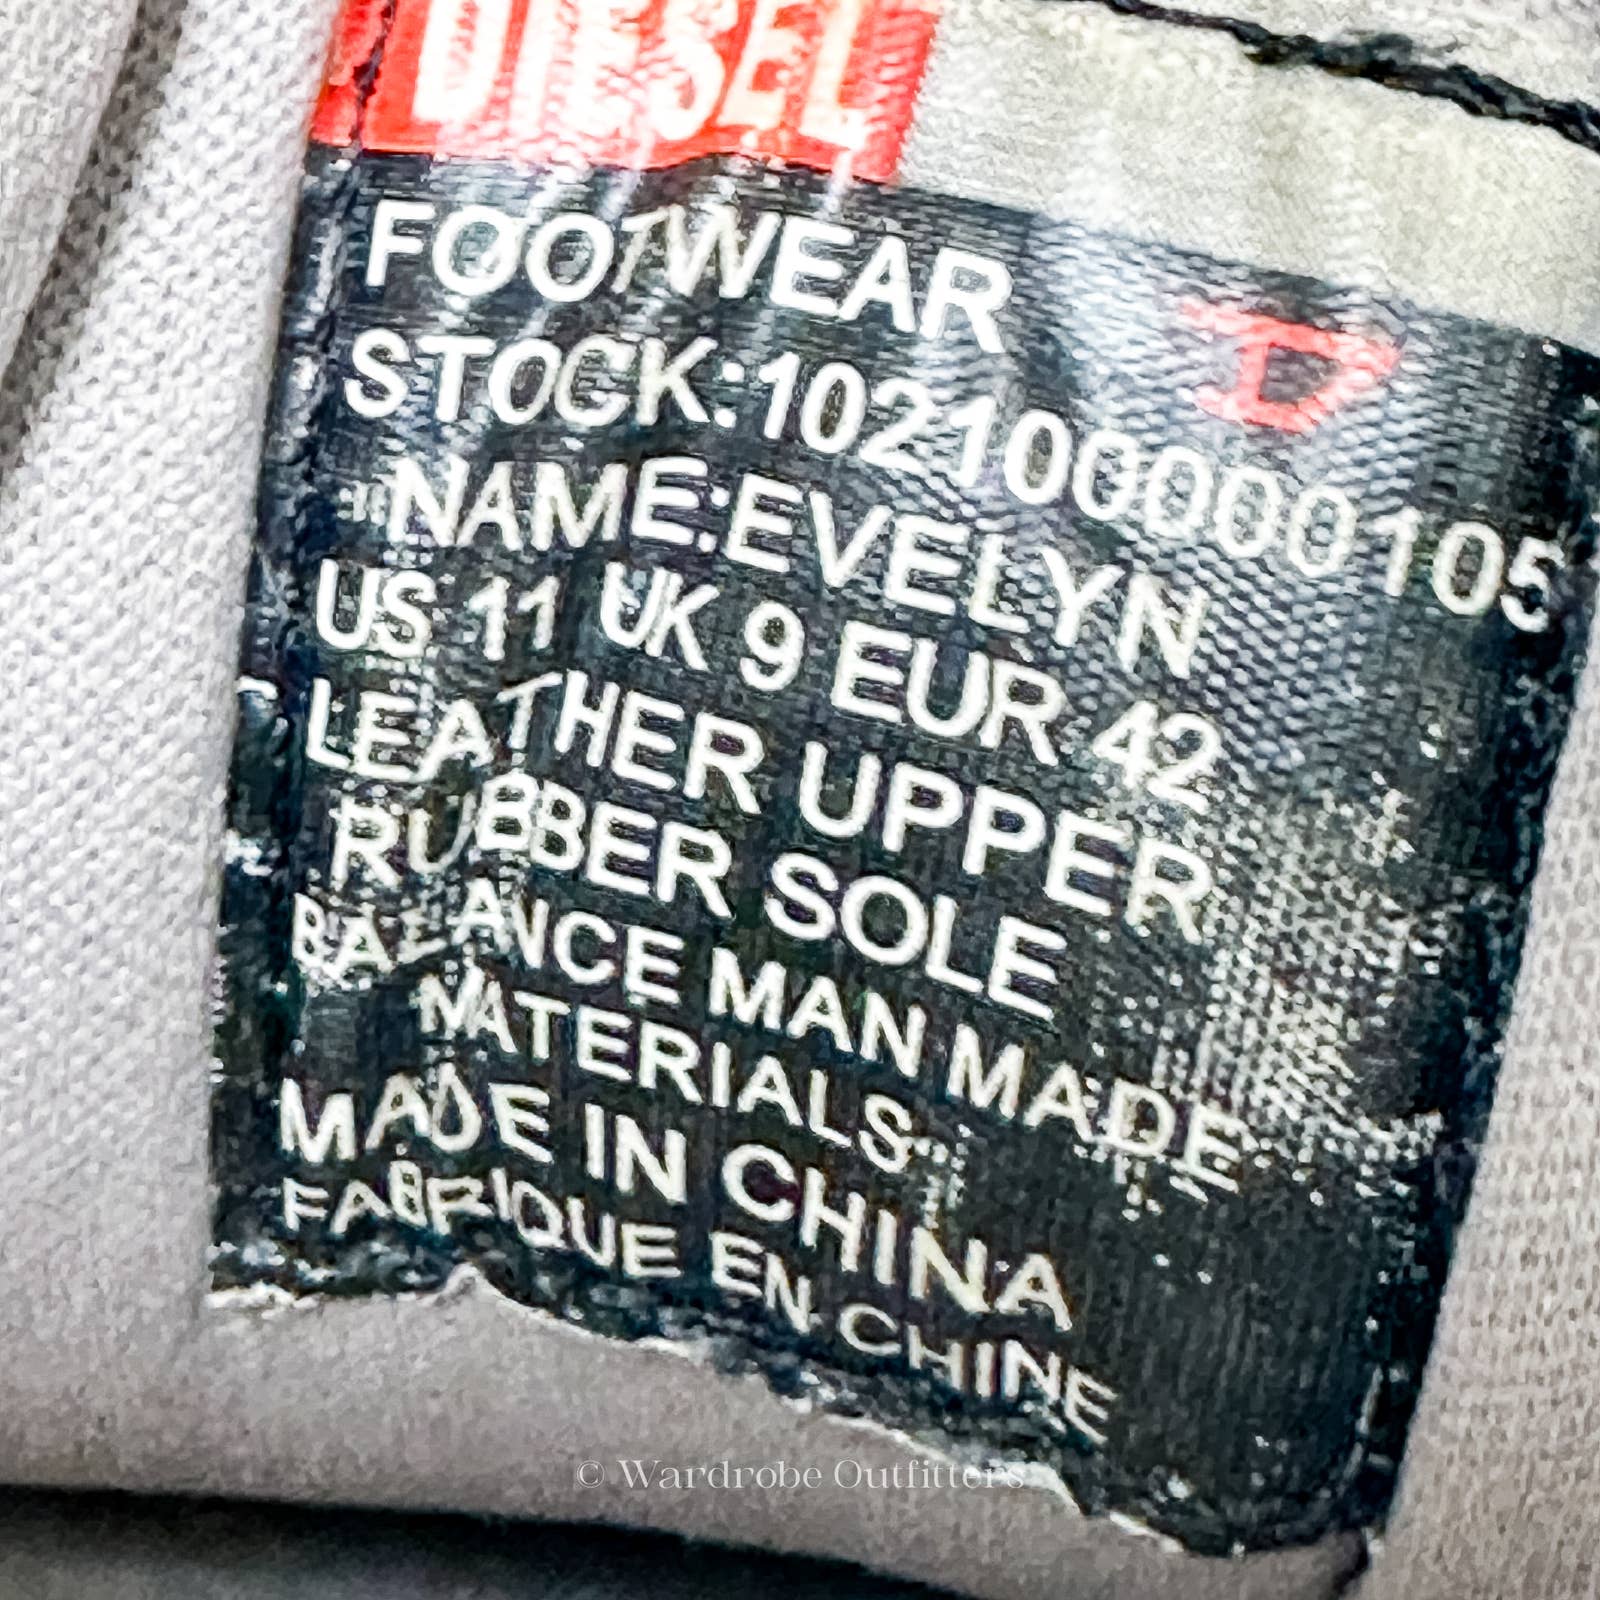 DIESEL
FOOTWEAR
D
STOCK:10210000105
NAME:EVELYN
US 11 UK 9 EUR 42
LEATHER UPPER
RUBBER SOLE
BALANCE MAN MADE
MATERIALS
MADE IN CHINA
FABRIQUE EN CHINE
© Wardrobe Outfitters